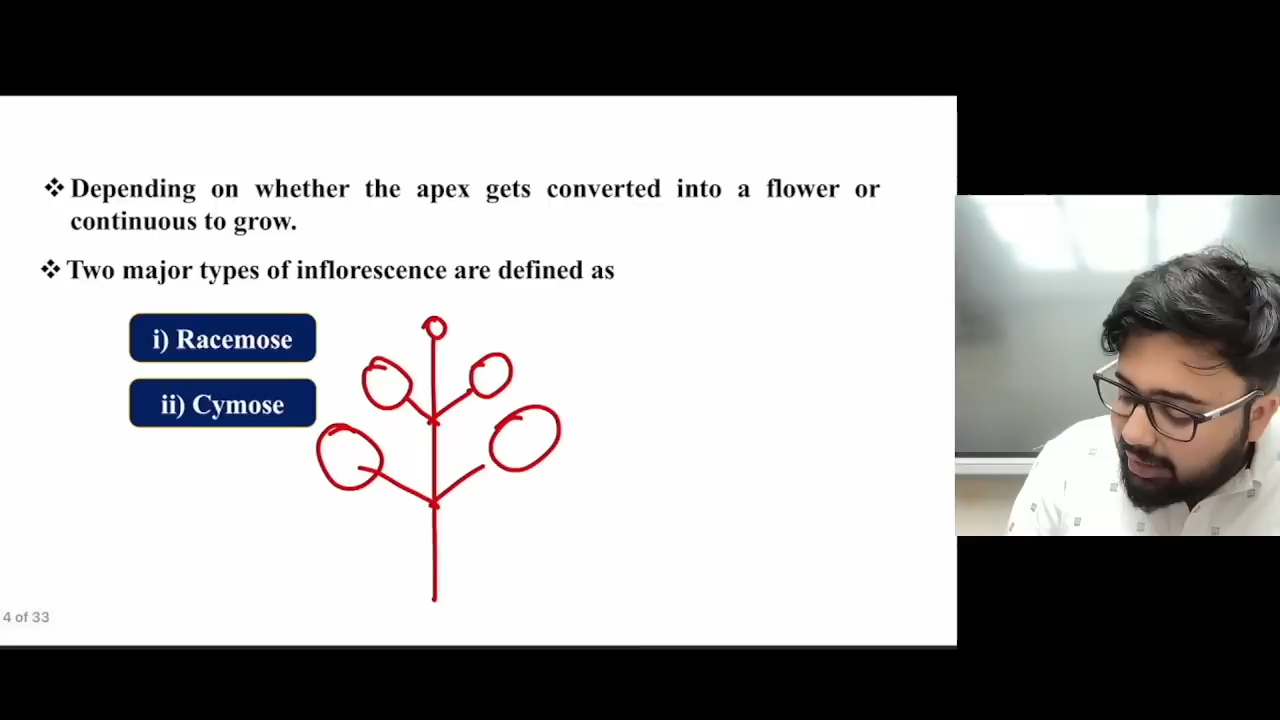 ❖ Depending on whether the apex gets converted into a flower or
continuous to grow.
❖ Two major types of inflorescence are defined as
i) Racemose
ii) Cymose
4 of 33